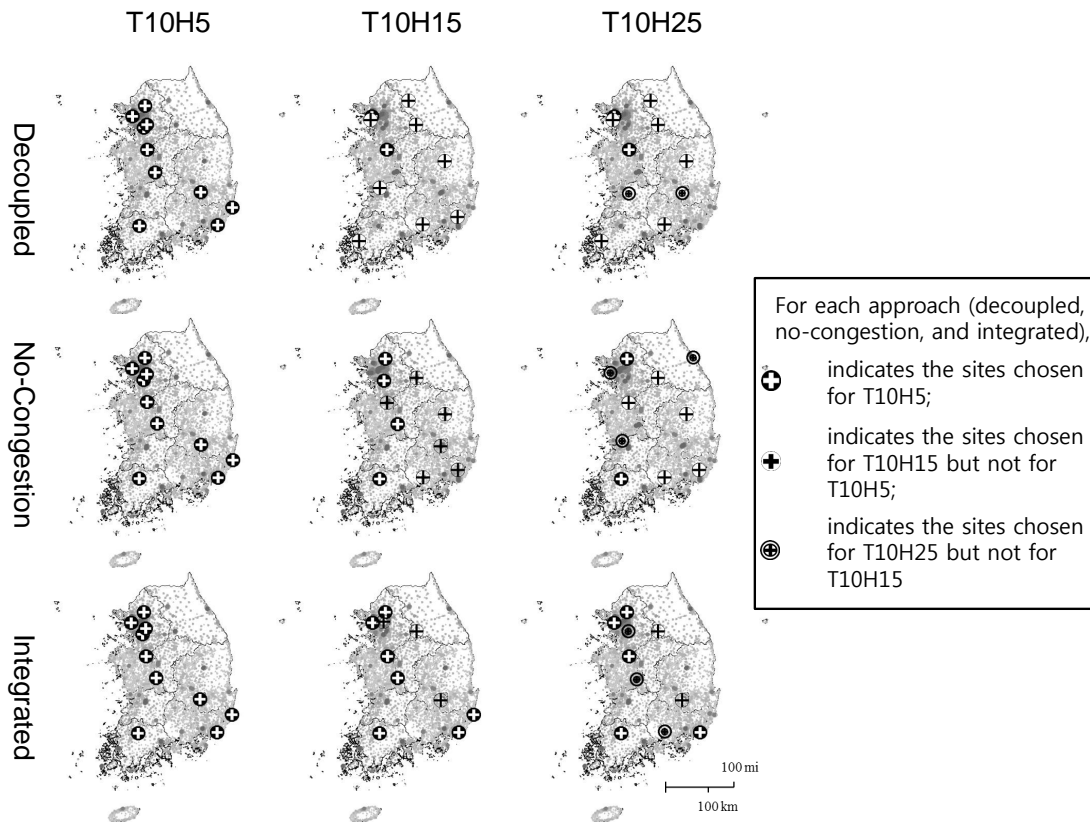 T10H5
T10H15
T10H25
Decoupled
No-Congestion
Integrated
For each approach (decoupled,
no-congestion, and integrated),
indicates the sites chosen
for T10H5;
indicates the sites chosen
for T10H15 but not for
T10H5;
indicates the sites chosen
for T10H25 but not for
T10H15
100 mi
100 km